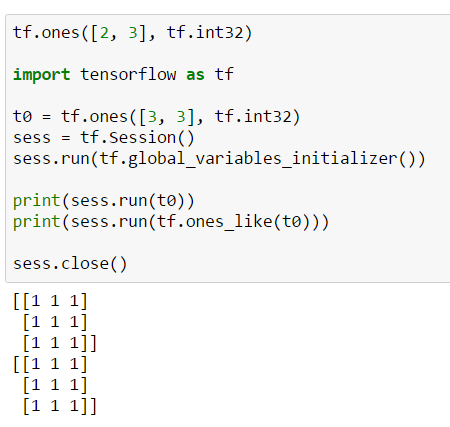 tf.ones([2, 3], tf.int32)
import tensorflow as tf
t0 = tf.ones([3, 3], tf.int32)
sess = tf.Session()
sess.run(tf.global_variables_initializer())
print(sess.run(t0))
print(sess.run(tf.ones_like(t0)))
sess.close()
[[1 1 1]
 [1 1 1]
 [1 1 1]]
[[1 1 1]
 [1 1 1]
 [1 1 1]]